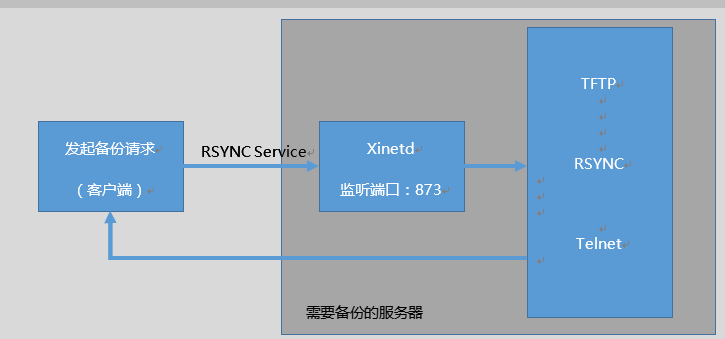 发起备份请求
（客户端）
RSYNC Service
Xinetd
监听端口：873
TFTP
RSYNC
Telnet
需要备份的服务器